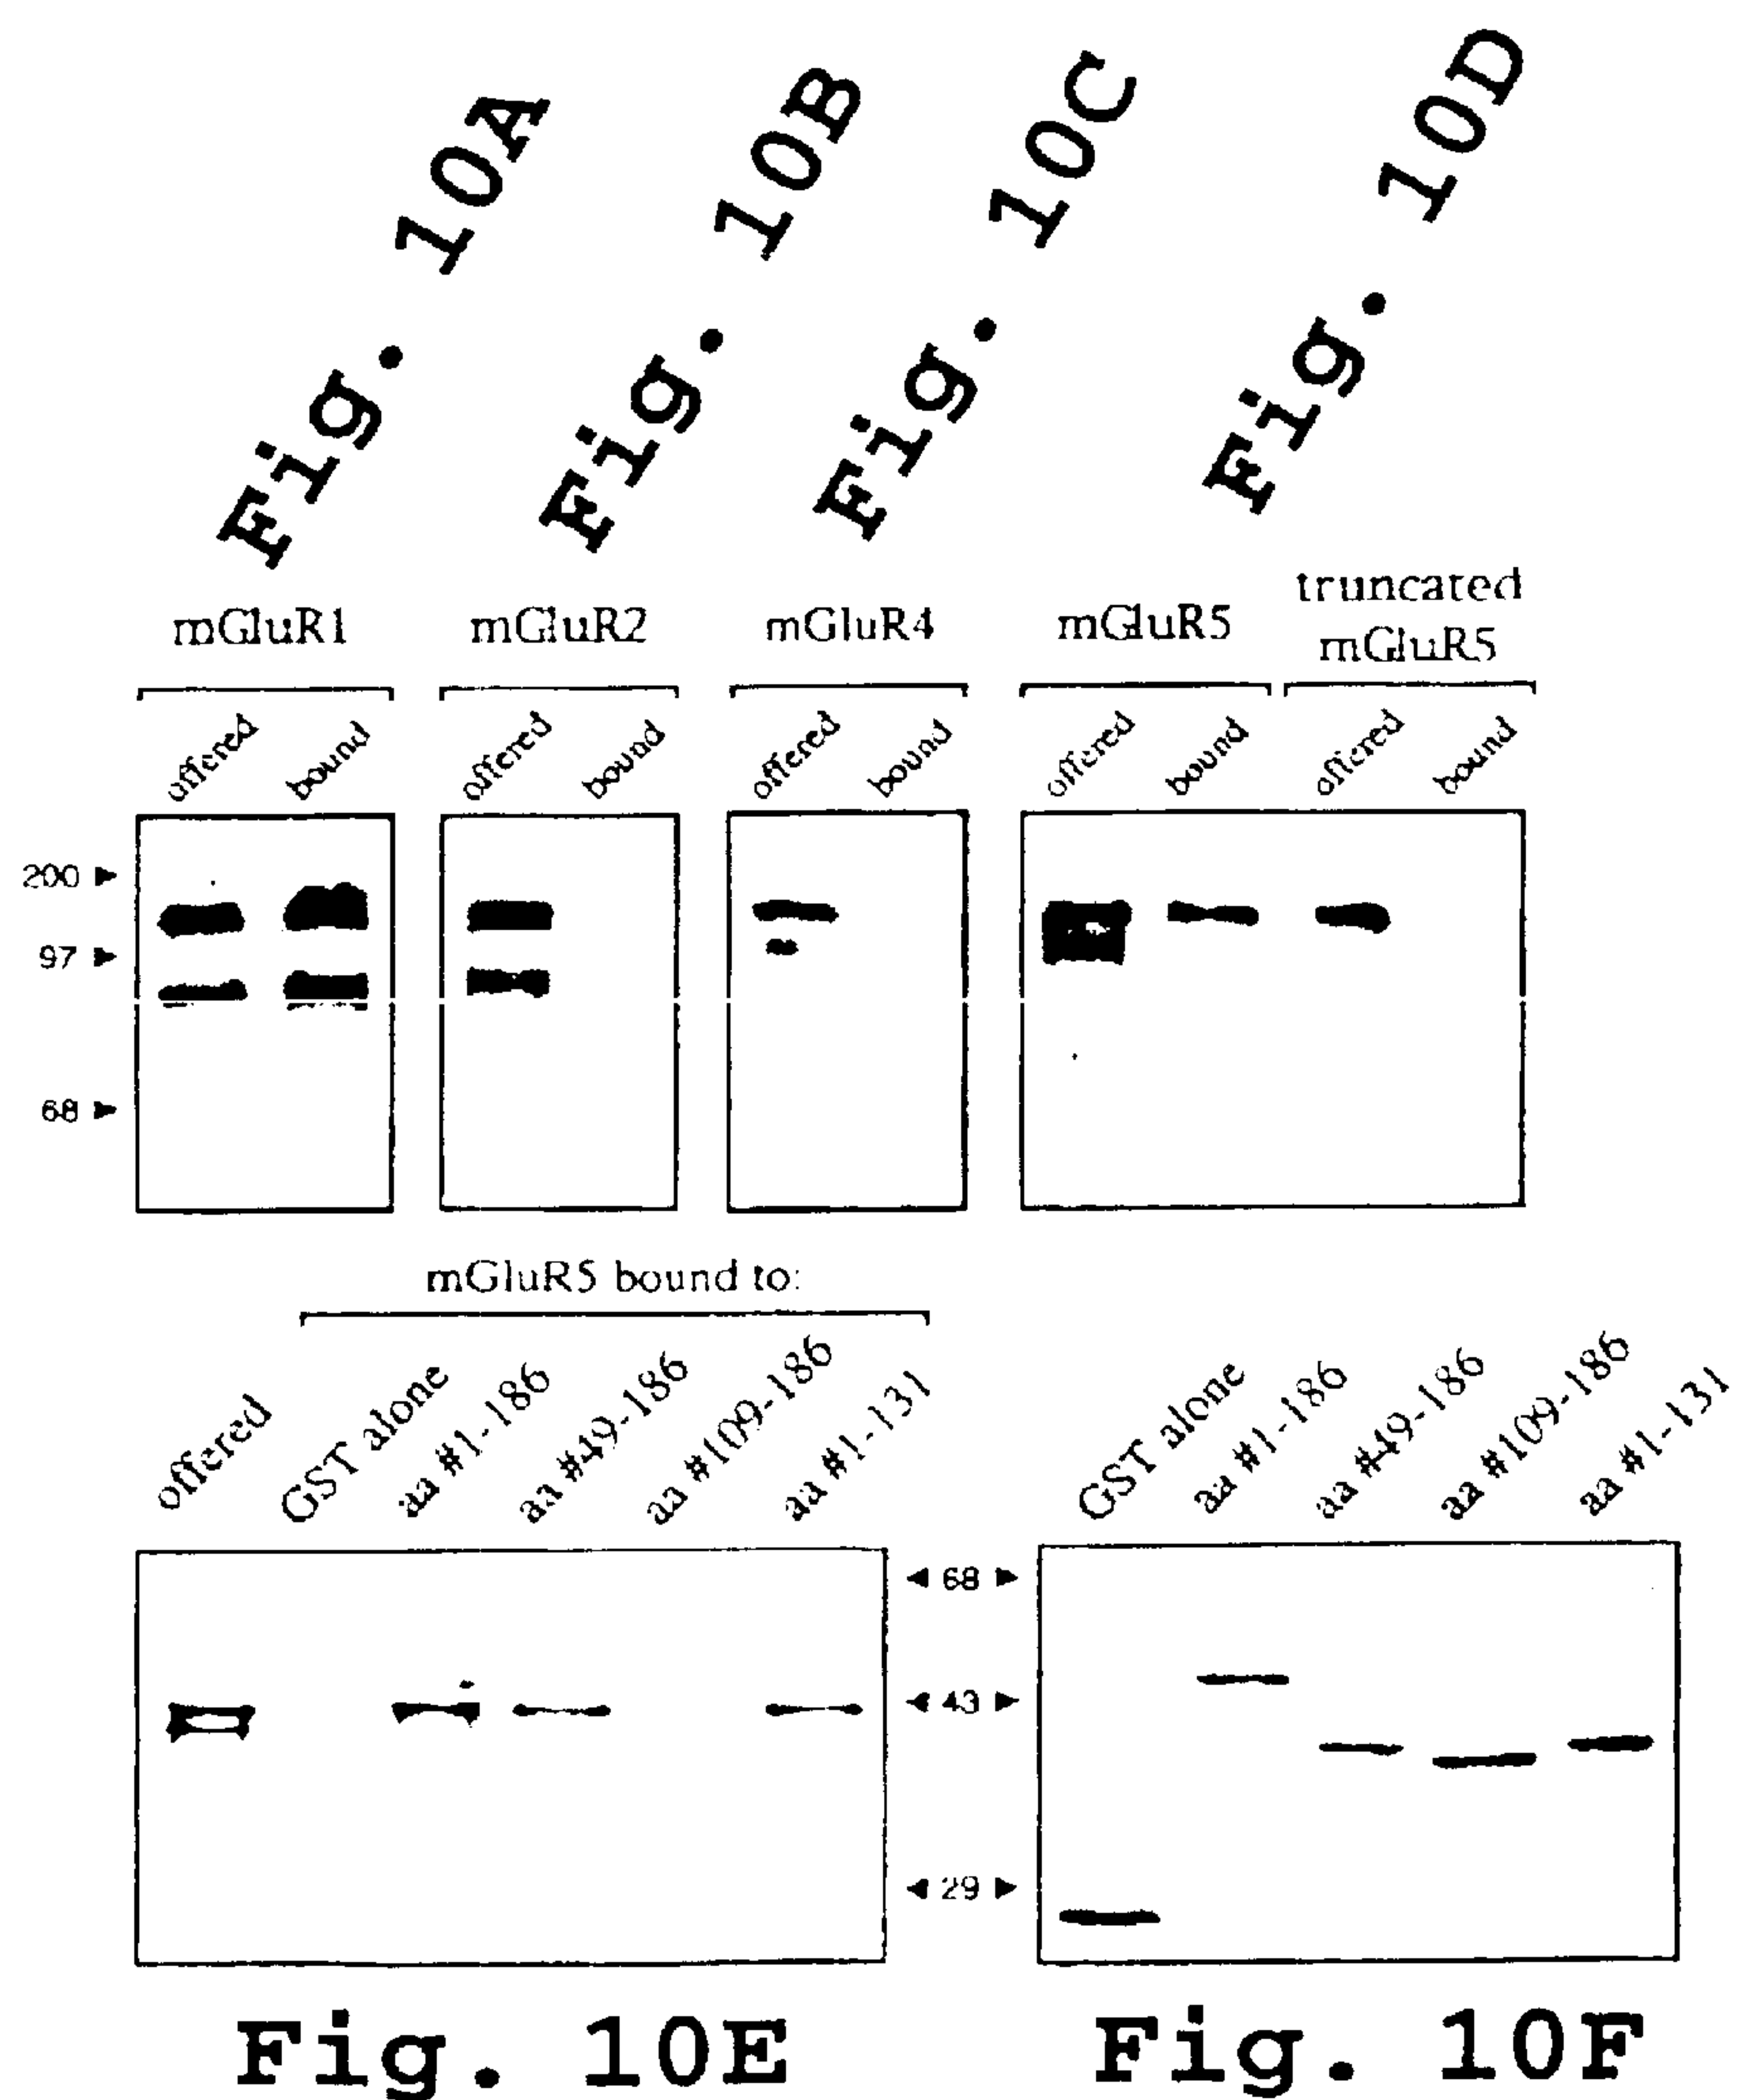 Fig. 10A
Fig. 10B
Fig. 10C
Fig. 10D
mGluR1
mGluR2
mGluR4
mGluR5
truncated
mGluR5
offered
bound
offered
bound
offered
bound
offered
bound
offered
bound
200
97
68
mGluR5 bound to:
offered
GST alone
aa #1-186
aa #49-186
aa #109-186
aa #1-131
GST alone
aa #1-186
aa #49-186
aa #109-186
aa #1-131
68
43
29
Fig. 10E
Fig. 10F